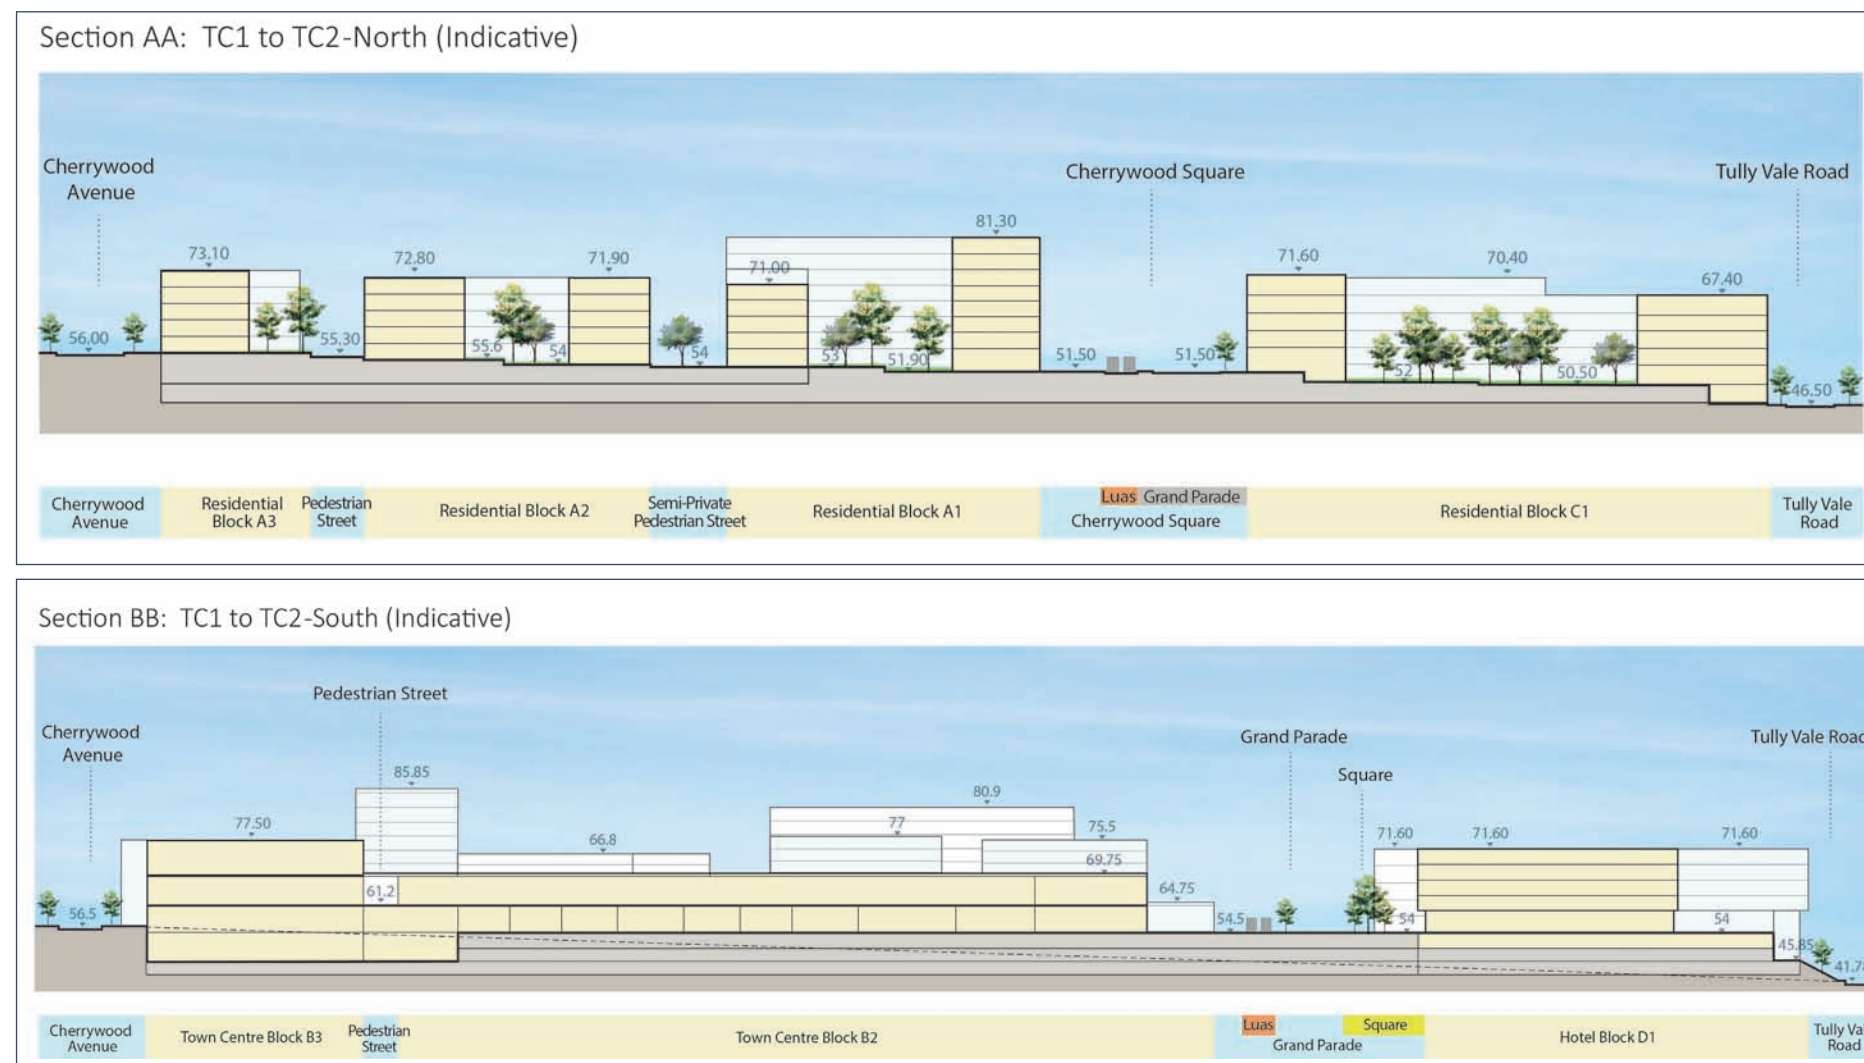 Section AA: TC1 to TC2-North (Indicative)
Cherrywood
Avenue
Cherrywood Square
Tully Vale Road
81.30
73.10
72.80
71.90
71.00
71.60
70.40
67.40
56.00
55.30
55.6
54
54
53
51.90
51.50
51.50
52
50.50
46.50
Cherrywood
Avenue
Residential
Block A3
Pedestrian
Street
Residential Block A2
Semi-Private
Pedestrian Street
Residential Block A1
Luas
Grand Parade
Cherrywood Square
Residential Block C1
Tully Vale
Road
Section BB: TC1 to TC2-South (Indicative)
Pedestrian Street
Cherrywood
Avenue
Grand Parade
Square
Tully Vale Road
85.85
80.9
77.50
77
75.5
66.8
69.75
71.60
71.60
71.60
61.2
64.75
56.5
54.5
54
54
45.85
Cherrywood
Avenue
Town Centre Block B3
Pedestrian
Street
Town Centre Block B2
Luas
Square
Grand Parade
Hotel Block D1
Road